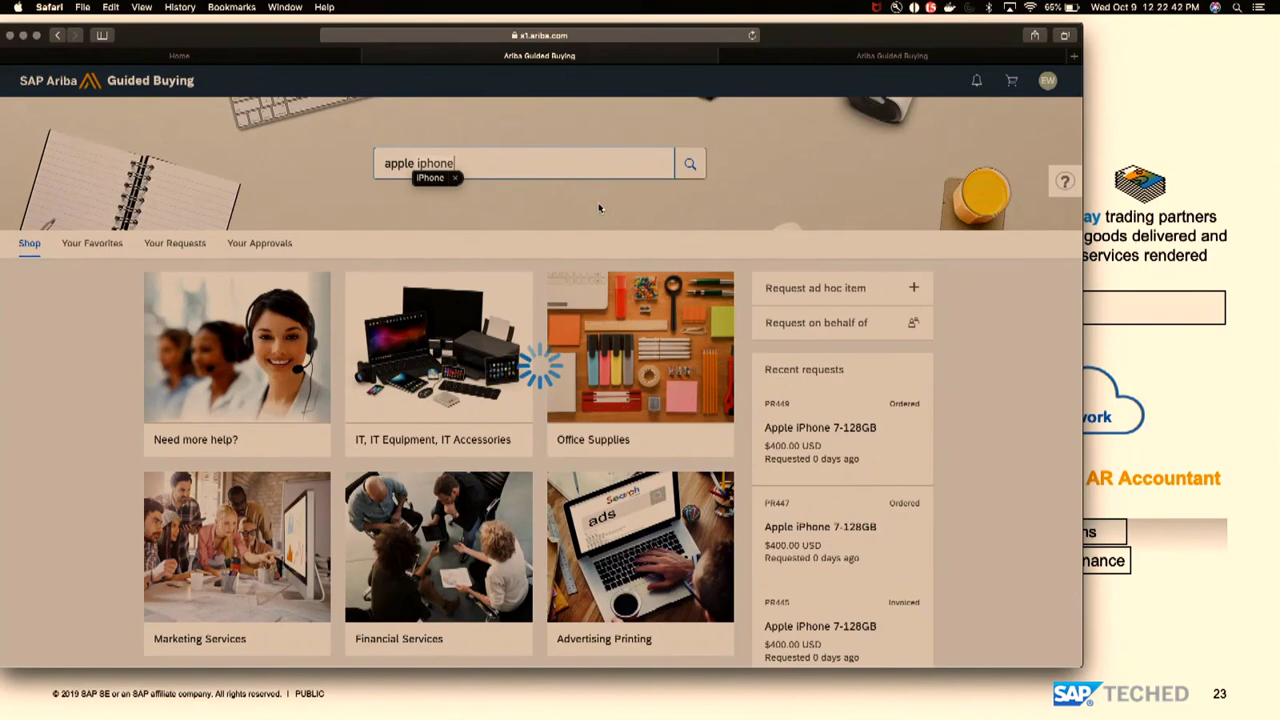 Safari File Edit View History Bookmarks Window Help
65% Wed Oct 9 12 22 42 PM
x1.ariba.com
Home Ariba Guided Buying Ariba Guided Buying
SAP Ariba Guided Buying
EW
apple iphone
iPhone ×
?
Shop Your Favorites Your Requests Your Approvals
Need more help?
IT, IT Equipment, IT Accessories
Office Supplies
Search
ads
Marketing Services
Financial Services
Advertising Printing
Request ad hoc item +
Request on behalf of
Recent requests
PR449 Ordered
Apple iPhone 7-128GB
$400.00 USD
Requested 0 days ago
PR447 Ordered
Apple iPhone 7-128GB
$400.00 USD
Requested 0 days ago
PR445 Invoiced
Apple iPhone 7-128GB
$400.00 USD
Requested 0 days ago
ay trading partners
goods delivered and
services rendered
work
AR Accountant
ns
nance
© 2019 SAP SE or an SAP affiliate company. All rights reserved. I PUBLIC
SAP TECHED 23